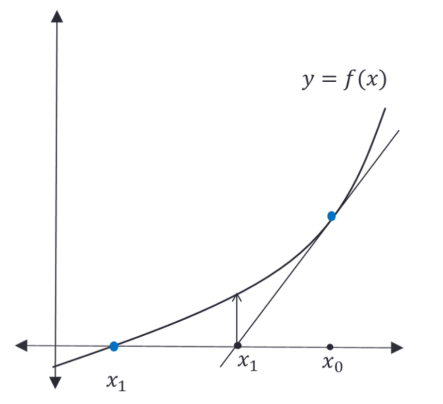 y = f(x)
x₁ x₀
x₁